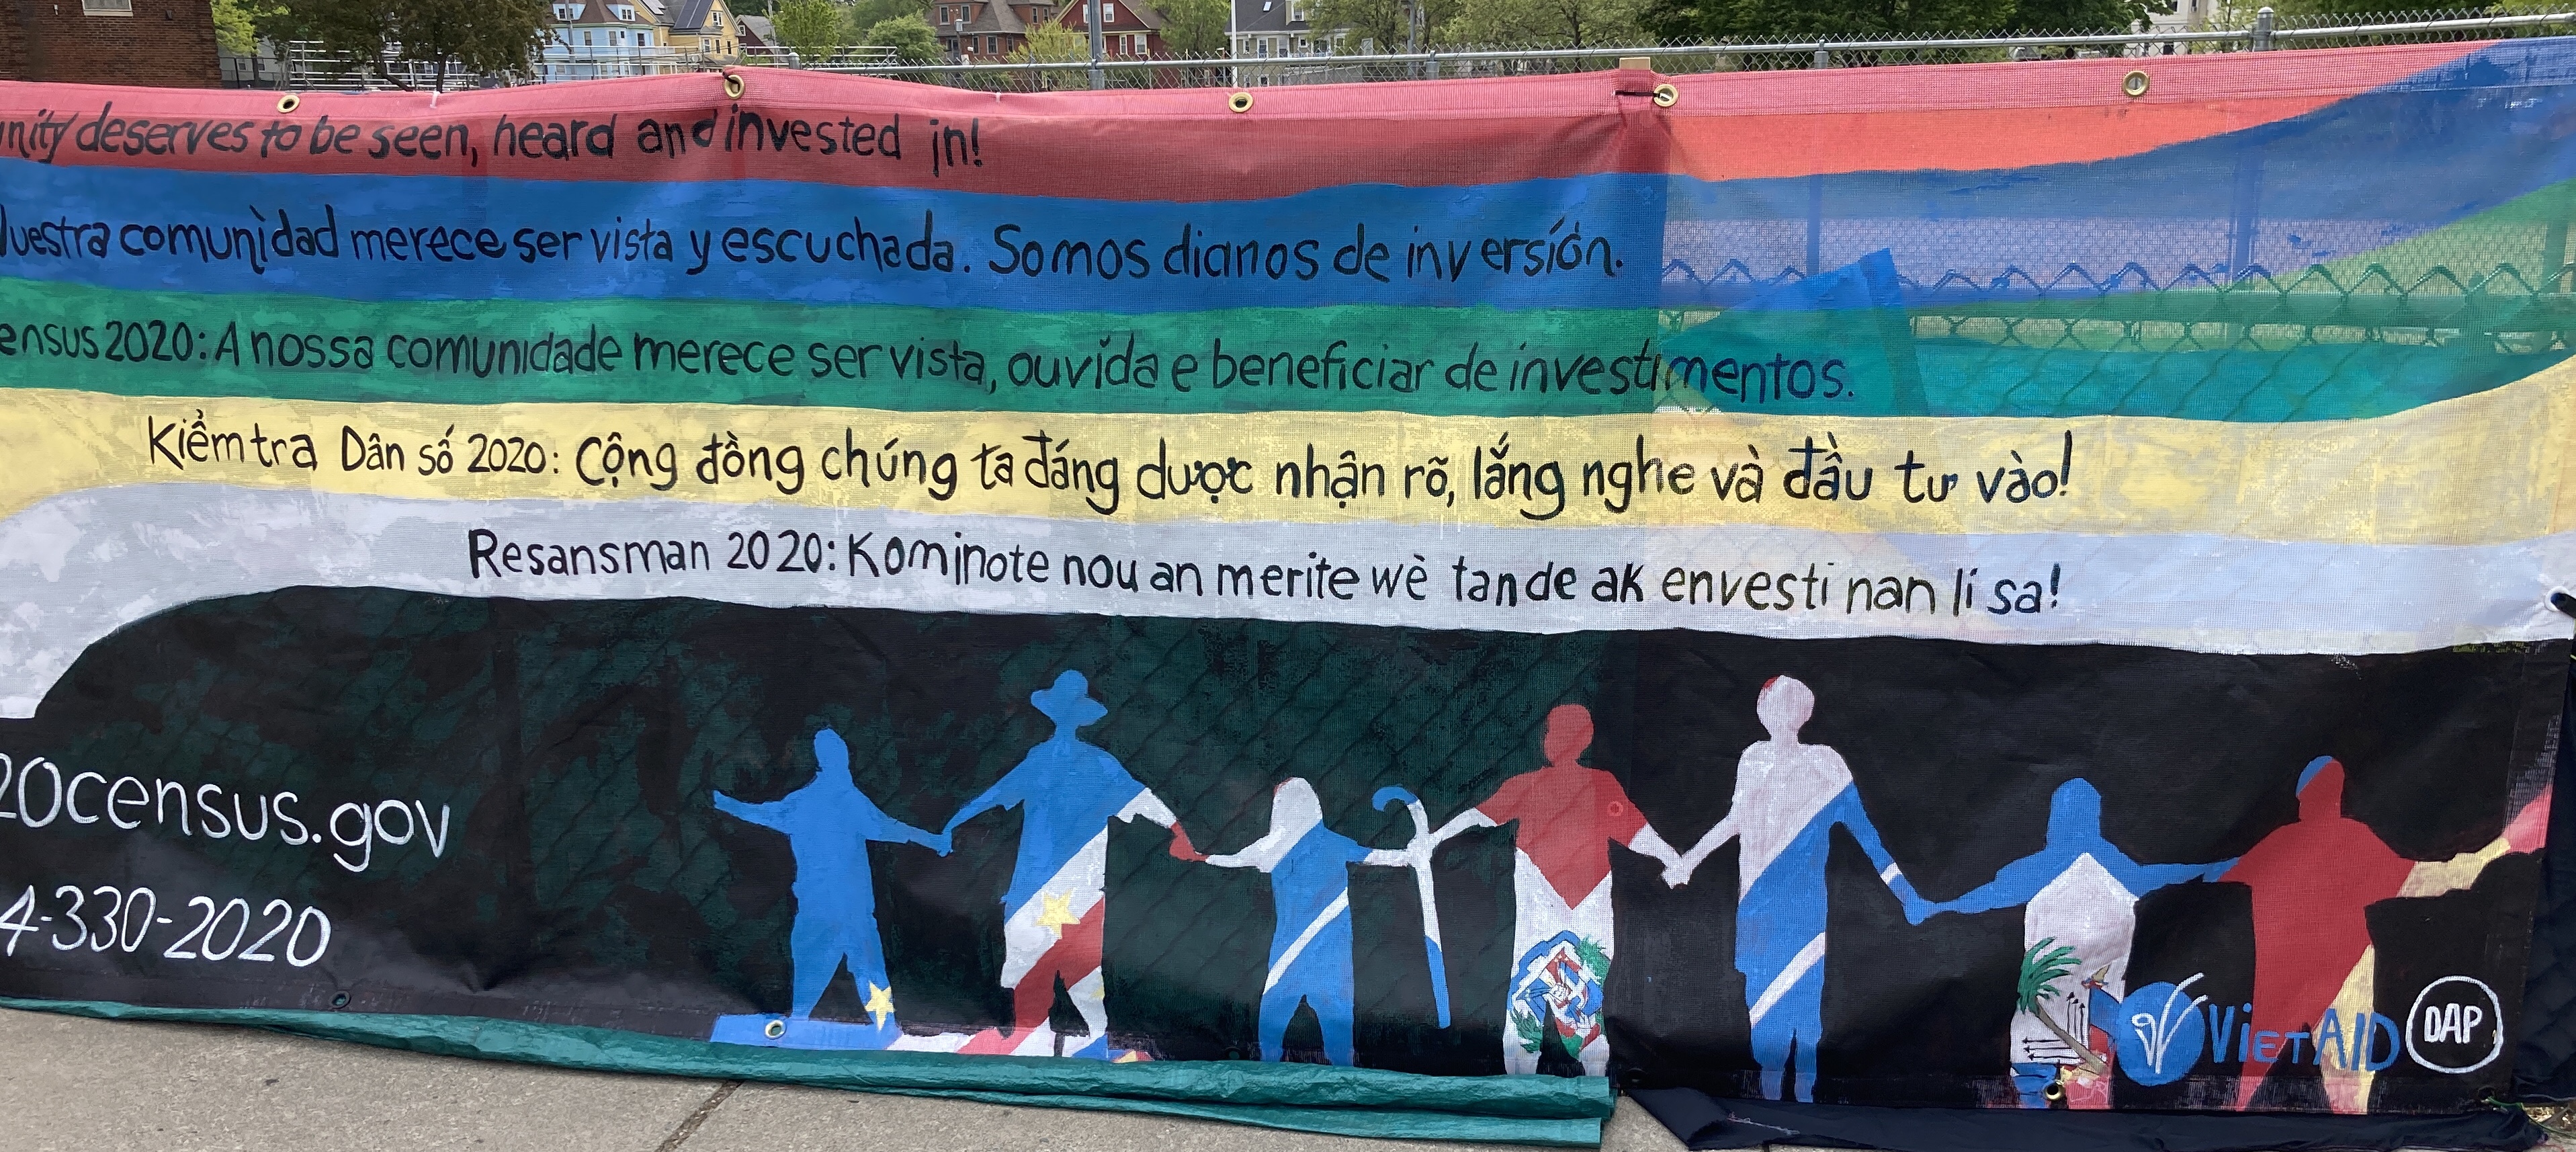 deserves to be seen, heard and invested in!
Nuestra comunidad merece ser vista y escuchada. Somos dignos de inversión.
ensus 2020: A nossa comunidade merece ser vista, ouvida e beneficiar de investimentos.
Kiểm tra Dân số 2020: Cộng đồng chúng ta đáng dược nhận rõ, lắng nghe và đầu tư vào!
Resansman 2020: Kominote nou an merite wè tande ak envesti nan li sa!
20census.gov
4-330-2020
VIETAID
DAP